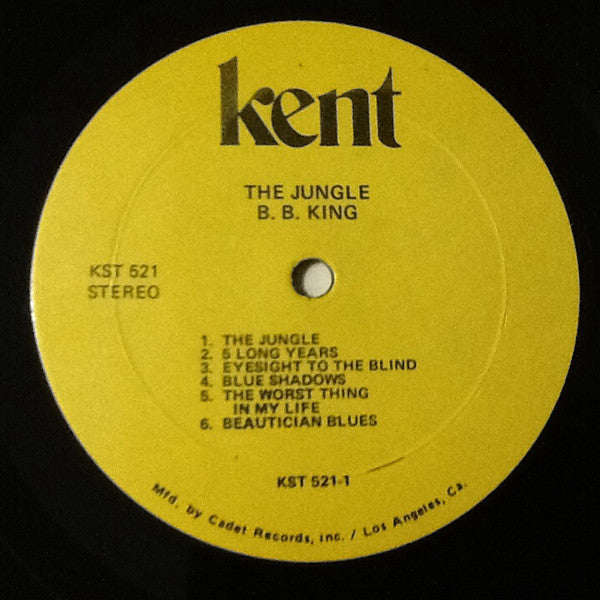 kent
THE JUNGLE
B. B. KING
KST 521
STEREO
1. THE JUNGLE
2. 5 LONG YEARS
3. EYESIGHT TO THE BLIND
4. BLUE SHADOWS
5. THE WORST THING
IN MY LIFE
6. BEAUTICIAN BLUES
KST 521-1
Mfd. by Cadet Records, Inc. / Los Angeles, Ca.